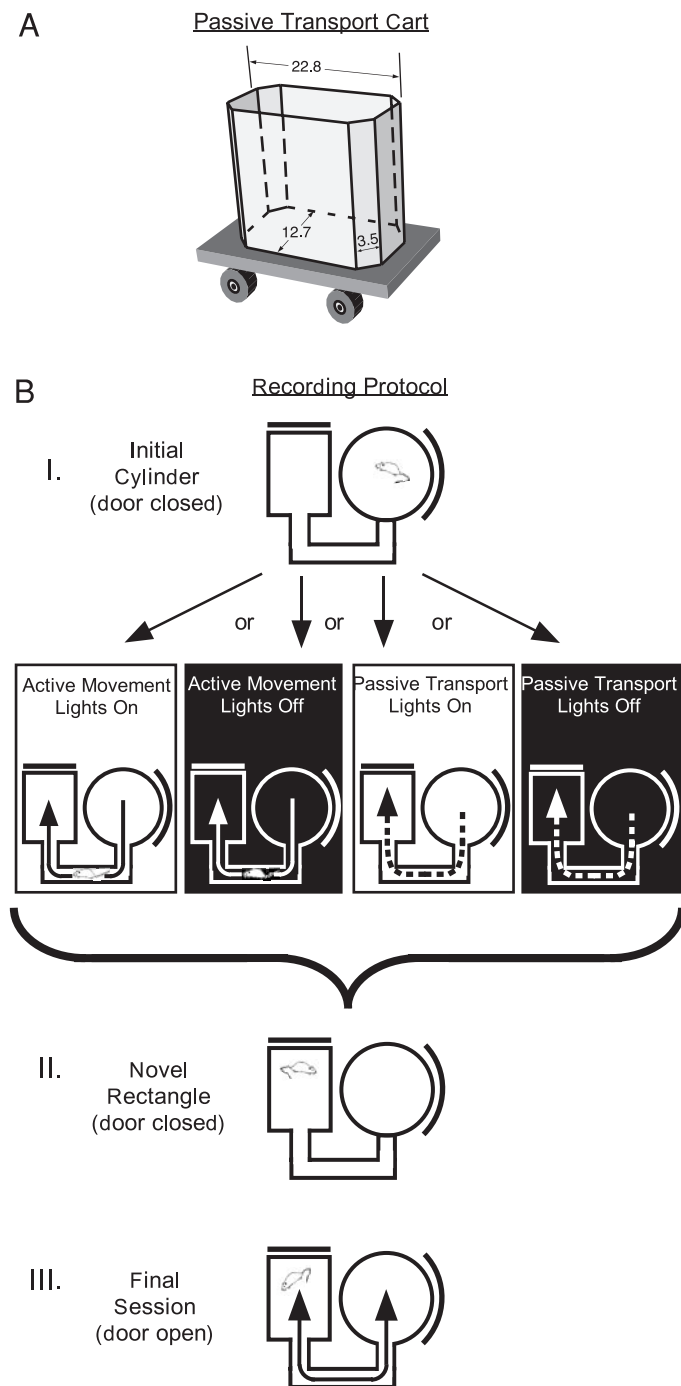 A
Passive Transport Cart
22.8
12.7
3.5
B
Recording Protocol
I.
Initial
Cylinder
(door closed)
or or or
Active Movement
Lights On
Active Movement
Lights Off
Passive Transport
Lights On
Passive Transport
Lights Off
II.
Novel
Rectangle
(door closed)
III.
Final
Session
(door open)